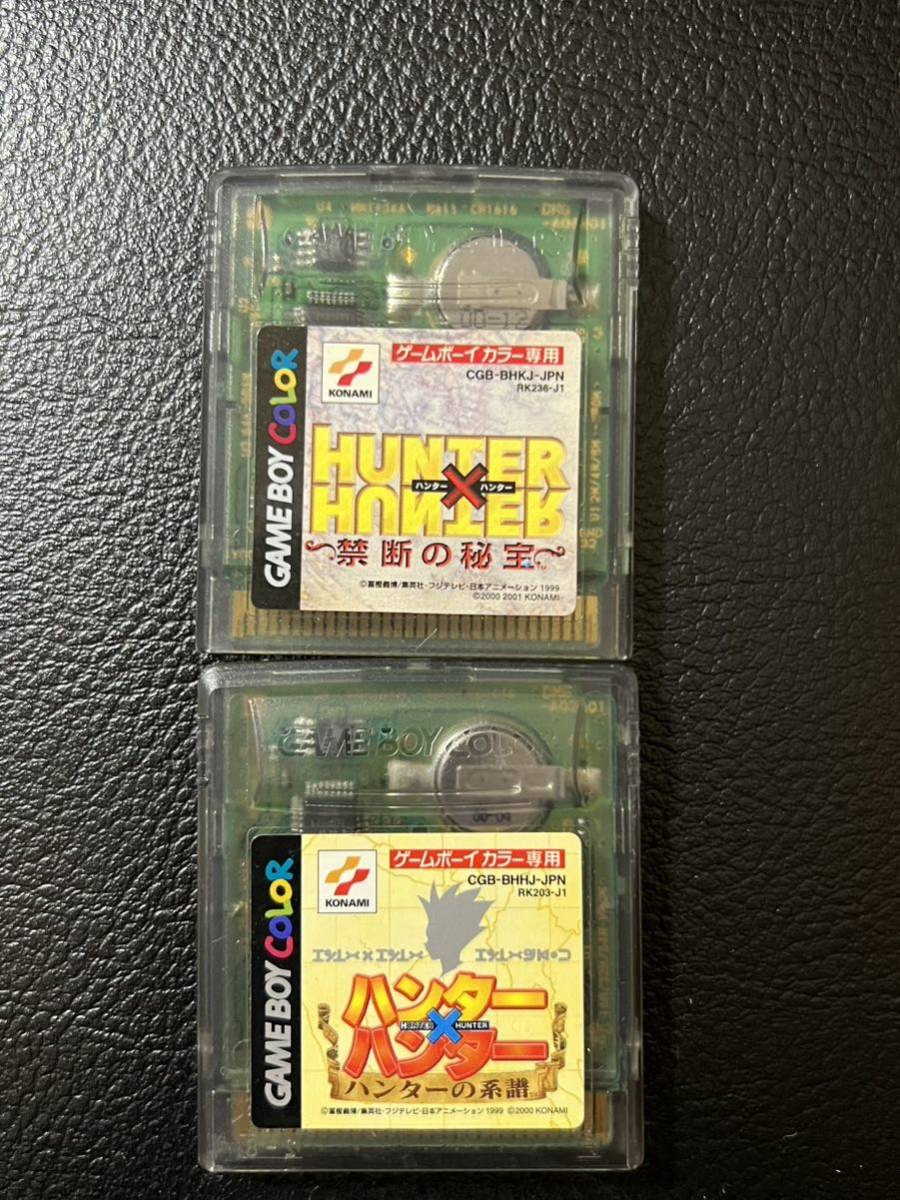 CR1616
00-12
GAME BOY COLOR
KONAMI
ゲームボーイカラー専用
CGB-BHKJ-JPN
RK236-J1
HUNTER
ハンター×ハンター
HUNTER
禁断の秘宝
©冨樫義博/集英社・フジテレビ・日本アニメーション 1999
©2000 2001 KONAMI
GAME BOY COLOR
GAME BOY COLOR
KONAMI
ゲームボーイカラー専用
CGB-BHHJ-JPN
RK203-J1
ハンター
HUNTER×HUNTER
ハンター
ハンターの系譜
©冨樫義博/集英社・フジテレビ・日本アニメーション 1999 ©2000 KONAMI